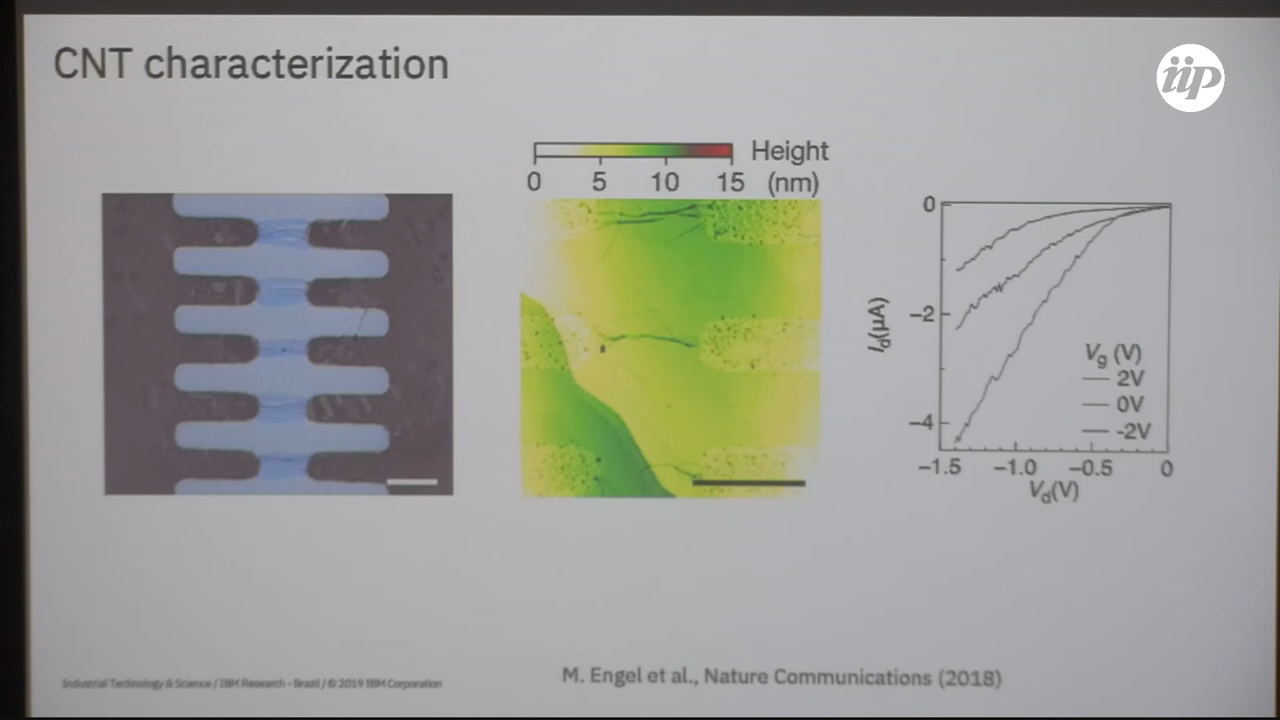 CNT characterization
iip
Height
0 5 10 15 (nm)
0
−2
−4
Id(μA)
Vg (V)
2V
0V
-2V
−1.5 −1.0 −0.5 0
Vd(V)
Industrial Technology & Science / IBM Research - Brazil / © 2019 IBM Corporation
M. Engel et al., Nature Communications (2018)